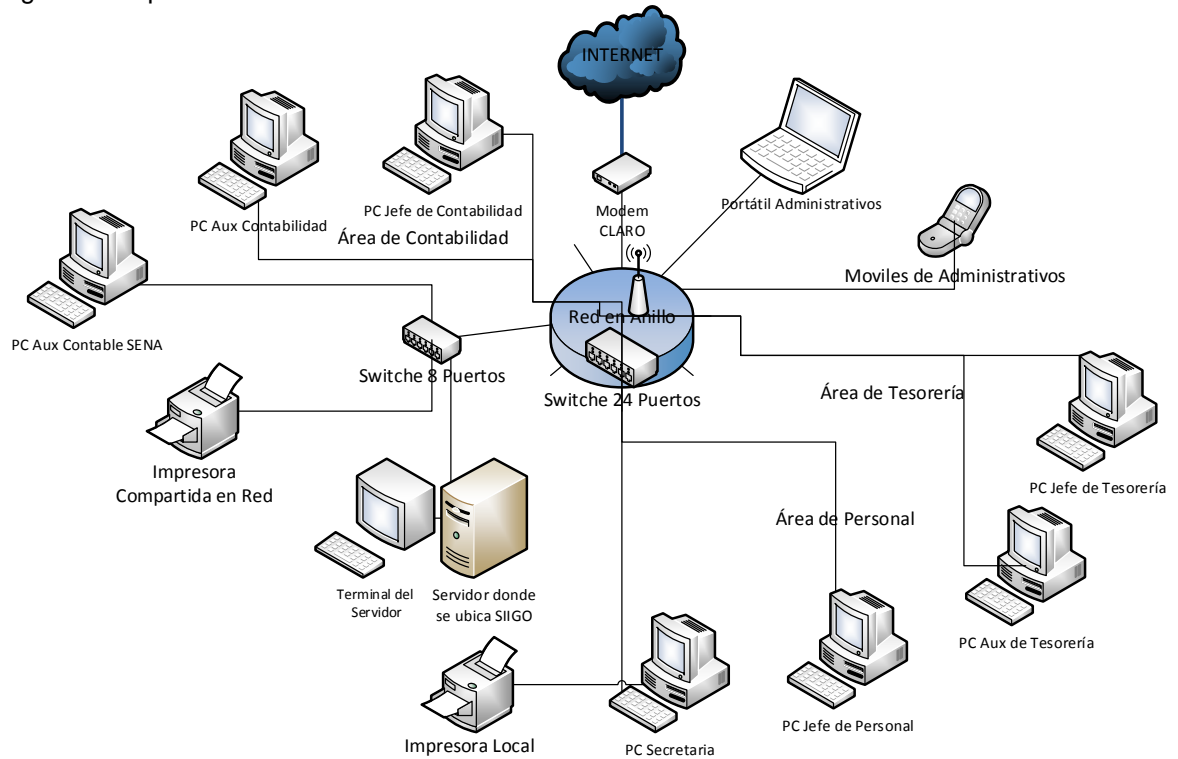 INTERNET
PC Aux Contabilidad
PC Jefe de Contabilidad
Área de Contabilidad
Modem
CLARO
Portátil Administrativos
Moviles de Administrativos
PC Aux Contable SENA
Switche 8 Puertos
Red en Anillo
Switche 24 Puertos
Área de Tesorería
Impresora
Compartida en Red
PC Jefe de Tesorería
Área de Personal
Terminal del
Servidor
Servidor donde
se ubica SIIGO
PC Aux de Tesorería
Impresora Local
PC Secretaria
PC Jefe de Personal